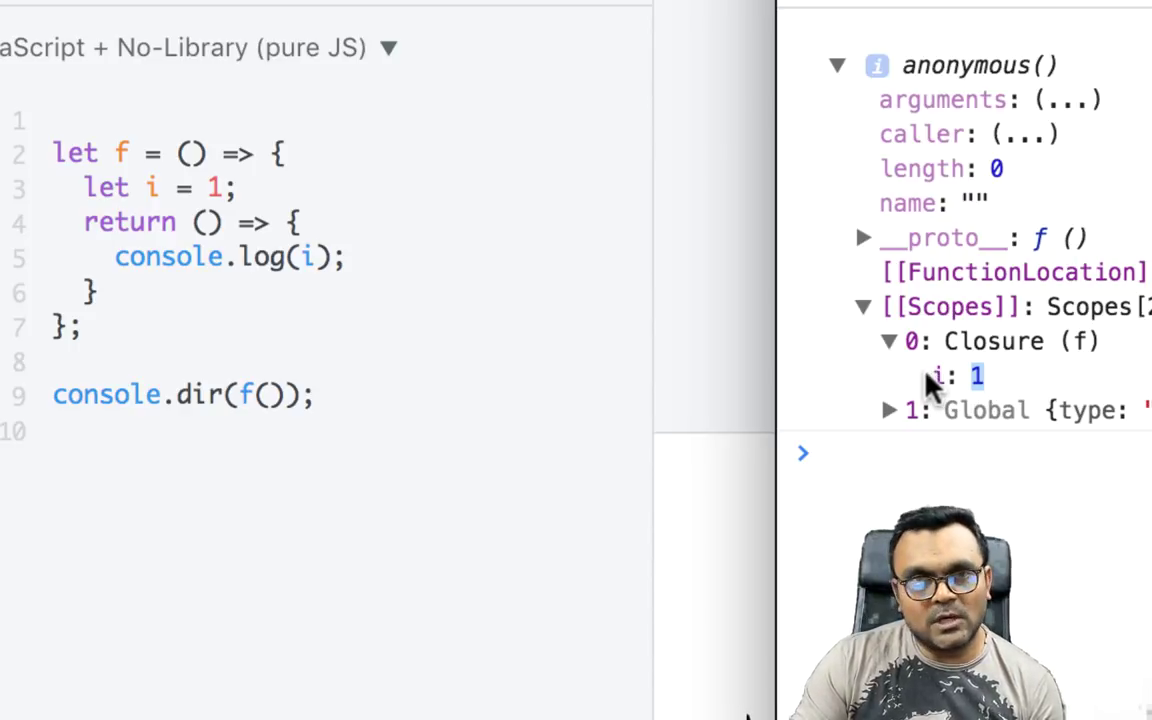 aScript + No-Library (pure JS) ▼
1
2 let f = () => {
3   let i = 1;
4   return () => {
5     console.log(i);
6   }
7 };
8
9 console.dir(f());
10
▼ i anonymous()
arguments: (...)
caller: (...)
length: 0
name: ""
▶ __proto__: ƒ ()
[[FunctionLocation]
▼ [[Scopes]]: Scopes[2
▼ 0: Closure (f)
i: 1
▶ 1: Global {type: "
>